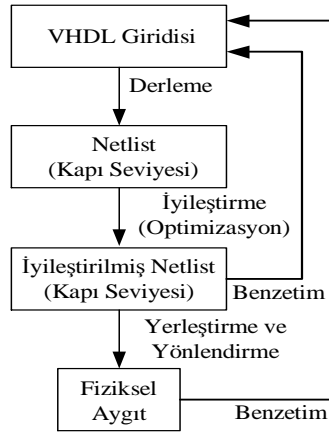 VHDL Giridisi
Derleme
Netlist
(Kapı Seviyesi)
İyileştirme
(Optimizasyon)
İyileştirilmiş Netlist
(Kapı Seviyesi)
Benzetim
Yerleştirme ve
Yönlendirme
Fiziksel
Aygıt
Benzetim